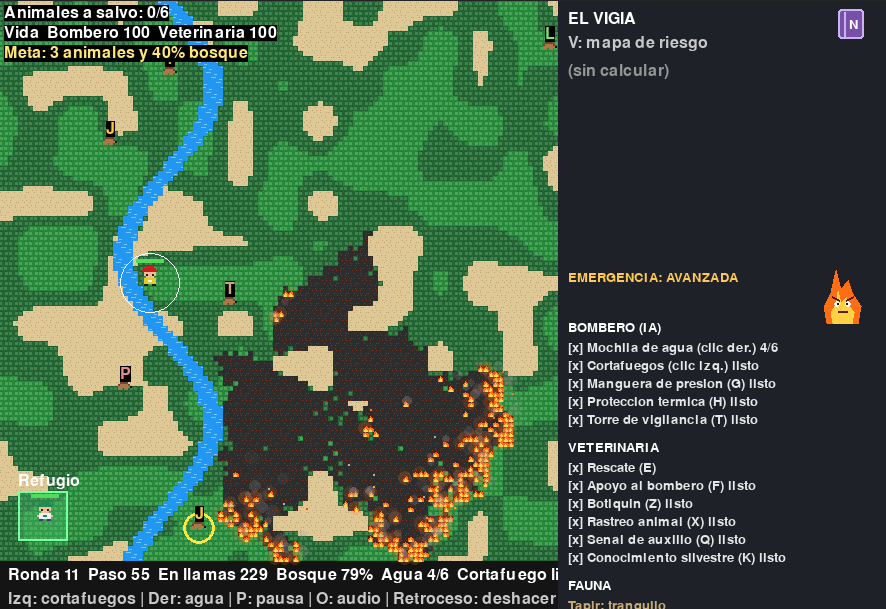 Animales a salvo: 0/6
Vida Bombero 100 Veterinaria 100
Meta: 3 animales y 40% bosque
L
J
T
P
Refugio
J
Ronda 11 Paso 55 En llamas 229 Bosque 79% Agua 4/6 Cortafuego li
Izq: cortafuegos | Der: agua | P: pausa | O: audio | Retroceso: deshacer
EL VIGIA
N
V: mapa de riesgo
(sin calcular)
EMERGENCIA: AVANZADA
BOMBERO (IA)
[x] Mochila de agua (clic der.) 4/6
[x] Cortafuegos (clic izq.) listo
[x] Manguera de presion (G) listo
[x] Proteccion termica (H) listo
[x] Torre de vigilancia (T) listo
VETERINARIA
[x] Rescate (E)
[x] Apoyo al bombero (F) listo
[x] Botiquin (Z) listo
[x] Rastreo animal (X) listo
[x] Senal de auxilio (Q) listo
[x] Conocimiento silvestre (K) listo
FAUNA
Tapir: tranquilo